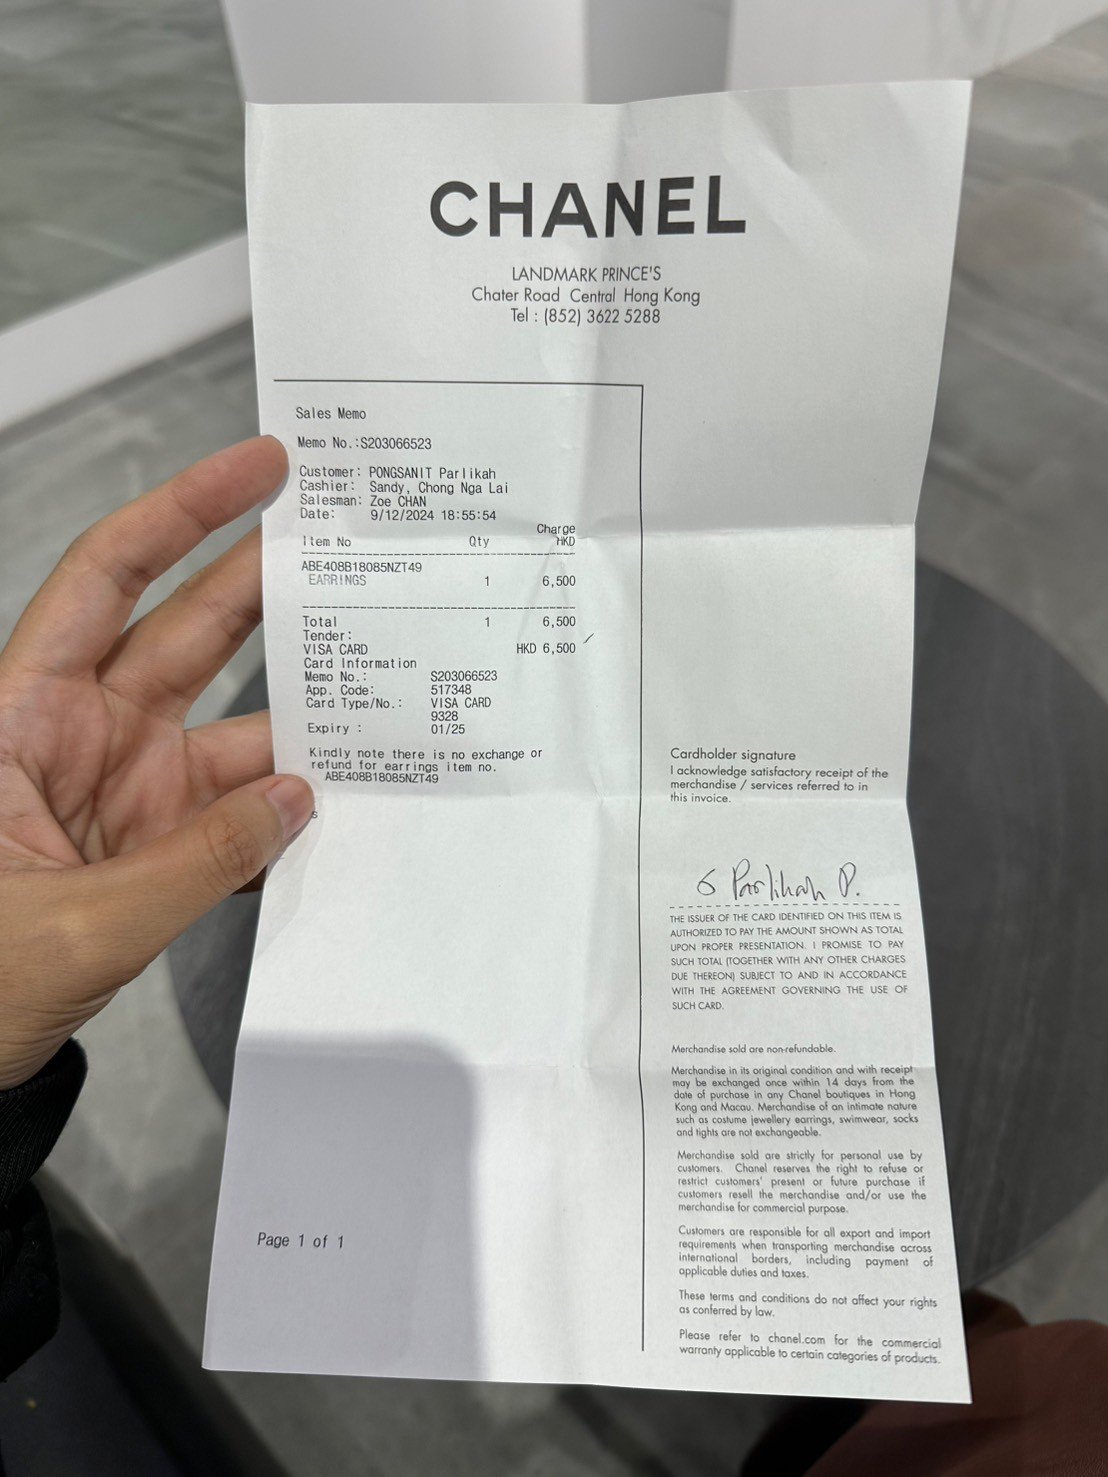 CHANEL
LANDMARK PRINCE'S
Chater Road Central Hong Kong
Tel : (852) 3622 5288
Sales Memo
Memo No.:S203066523
Customer: PONGSANIT Parlikah
Cashier: Sandy, Chong Nga Lai
Salesman: Zoe CHAN
Date: 9/12/2024 18:55:54
Charge
Item No Qty HKD
ABE408B18085NZT49
EARRINGS 1 6,500
Total 1 6,500
Tender:
VISA CARD HKD 6,500
Card Information
Memo No.: S203066523
App. Code: 517348
Card Type/No.: VISA CARD
9328
Expiry : 01/25
Kindly note there is no exchange or
refund for earrings item no.
ABE408B18085NZT49
s
Page 1 of 1
Cardholder signature
I acknowledge satisfactory receipt of the
merchandise / services referred to in
this invoice.
Parlikah P.
THE ISSUER OF THE CARD IDENTIFIED ON THIS ITEM IS
AUTHORIZED TO PAY THE AMOUNT SHOWN AS TOTAL
UPON PROPER PRESENTATION. I PROMISE TO PAY
SUCH TOTAL (TOGETHER WITH ANY OTHER CHARGES
DUE THEREON) SUBJECT TO AND IN ACCORDANCE
WITH THE AGREEMENT GOVERNING THE USE OF
SUCH CARD.
Merchandise sold are non-refundable.
Merchandise in its original condition and with receipt
may be exchanged once within 14 days from the
date of purchase in any Chanel boutiques in Hong
Kong and Macau. Merchandise of an intimate nature
such as costume jewellery earrings, swimwear, socks
and tights are not exchangeable.
Merchandise sold are strictly for personal use by
customers. Chanel reserves the right to refuse or
restrict customers' present or future purchase if
customers resell the merchandise and/or use the
merchandise for commercial purpose.
Customers are responsible for all export and import
requirements when transporting merchandise across
international borders, including payment of
applicable duties and taxes.
These terms and conditions do not affect your rights
as conferred by law.
Please refer to chanel.com for the commercial
warranty applicable to certain categories of products.